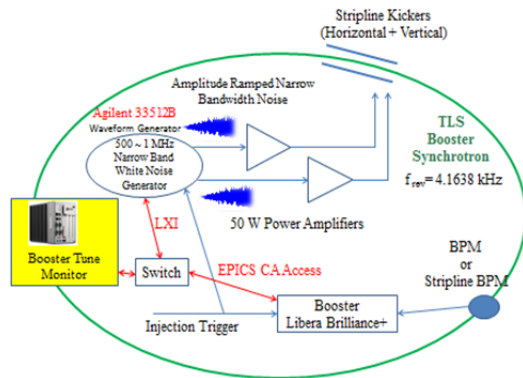 Stripline Kickers
(Horizontal + Vertical)
Amplitude Ramped Narrow
Bandwidth Noise
Agilent 33512B
Waveform Generator
500 ~ 1 MHz
Narrow Band
White Noise
Generator
TLS
Booster
Synchrotron
f rev = 4.1638 kHz
50 W Power Amplifiers
LXI
Booster Tune
Monitor
Switch
EPICS CA Access
BPM
or
Stripline BPM
Injection Trigger
Booster
Libera Brilliance+